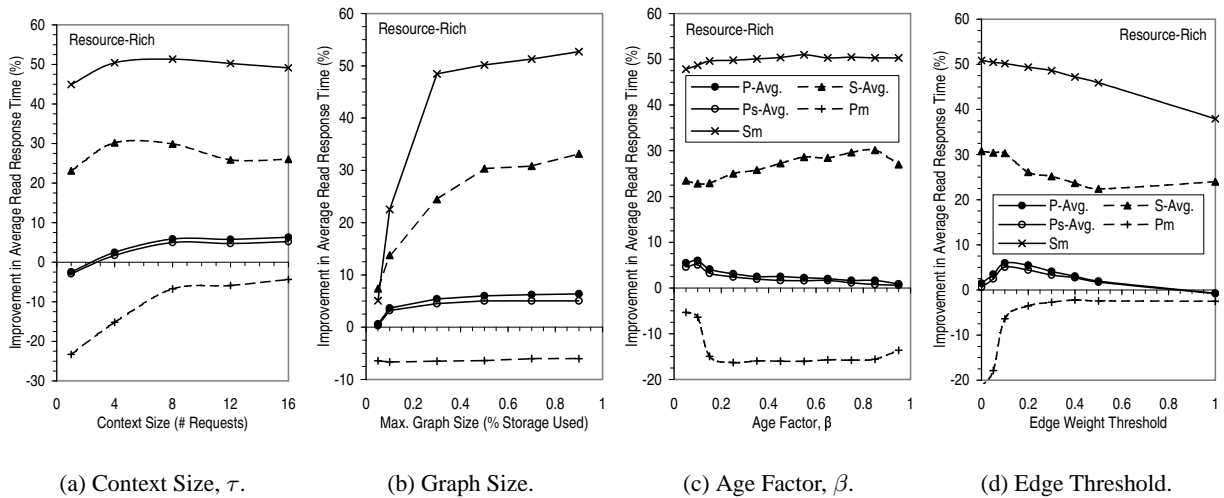 Improvement in Average Read Response Time (%)
60
50
40
30
20
10
0
-10
-20
-30
Resource-Rich
0 4 8 12 16
Context Size (# Requests)
(a) Context Size, τ.
Improvement in Average Read Response Time (%)
60
50
40
30
20
10
0
-10
Resource-Rich
0 0.2 0.4 0.6 0.8 1
Max. Graph Size (% Storage Used)
(b) Graph Size.
Improvement in Average Read Response Time (%)
60
50
40
30
20
10
0
-10
-20
Resource-Rich
P-Avg. S-Avg.
Ps-Avg. Pm
Sm
0 0.2 0.4 0.6 0.8 1
Age Factor, β
(c) Age Factor, β.
Improvement in Average Read Response Time (%)
60
50
40
30
20
10
0
-10
-20
Resource-Rich
P-Avg. S-Avg.
Ps-Avg. Pm
Sm
0 0.2 0.4 0.6 0.8 1
Edge Weight Threshold
(d) Edge Threshold.